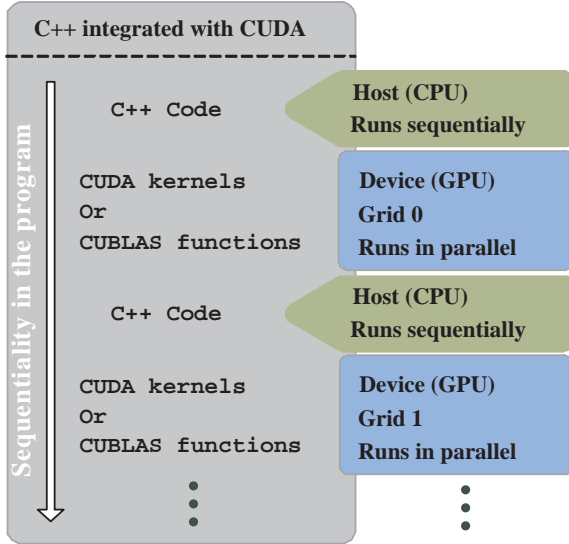 C++ integrated with CUDA
Sequentiality in the program
C++ Code
Host (CPU)
Runs sequentially
CUDA kernels
Or
CUBLAS functions
Device (GPU)
Grid 0
Runs in parallel
C++ Code
Host (CPU)
Runs sequentially
CUDA kernels
Or
CUBLAS functions
Device (GPU)
Grid 1
Runs in parallel